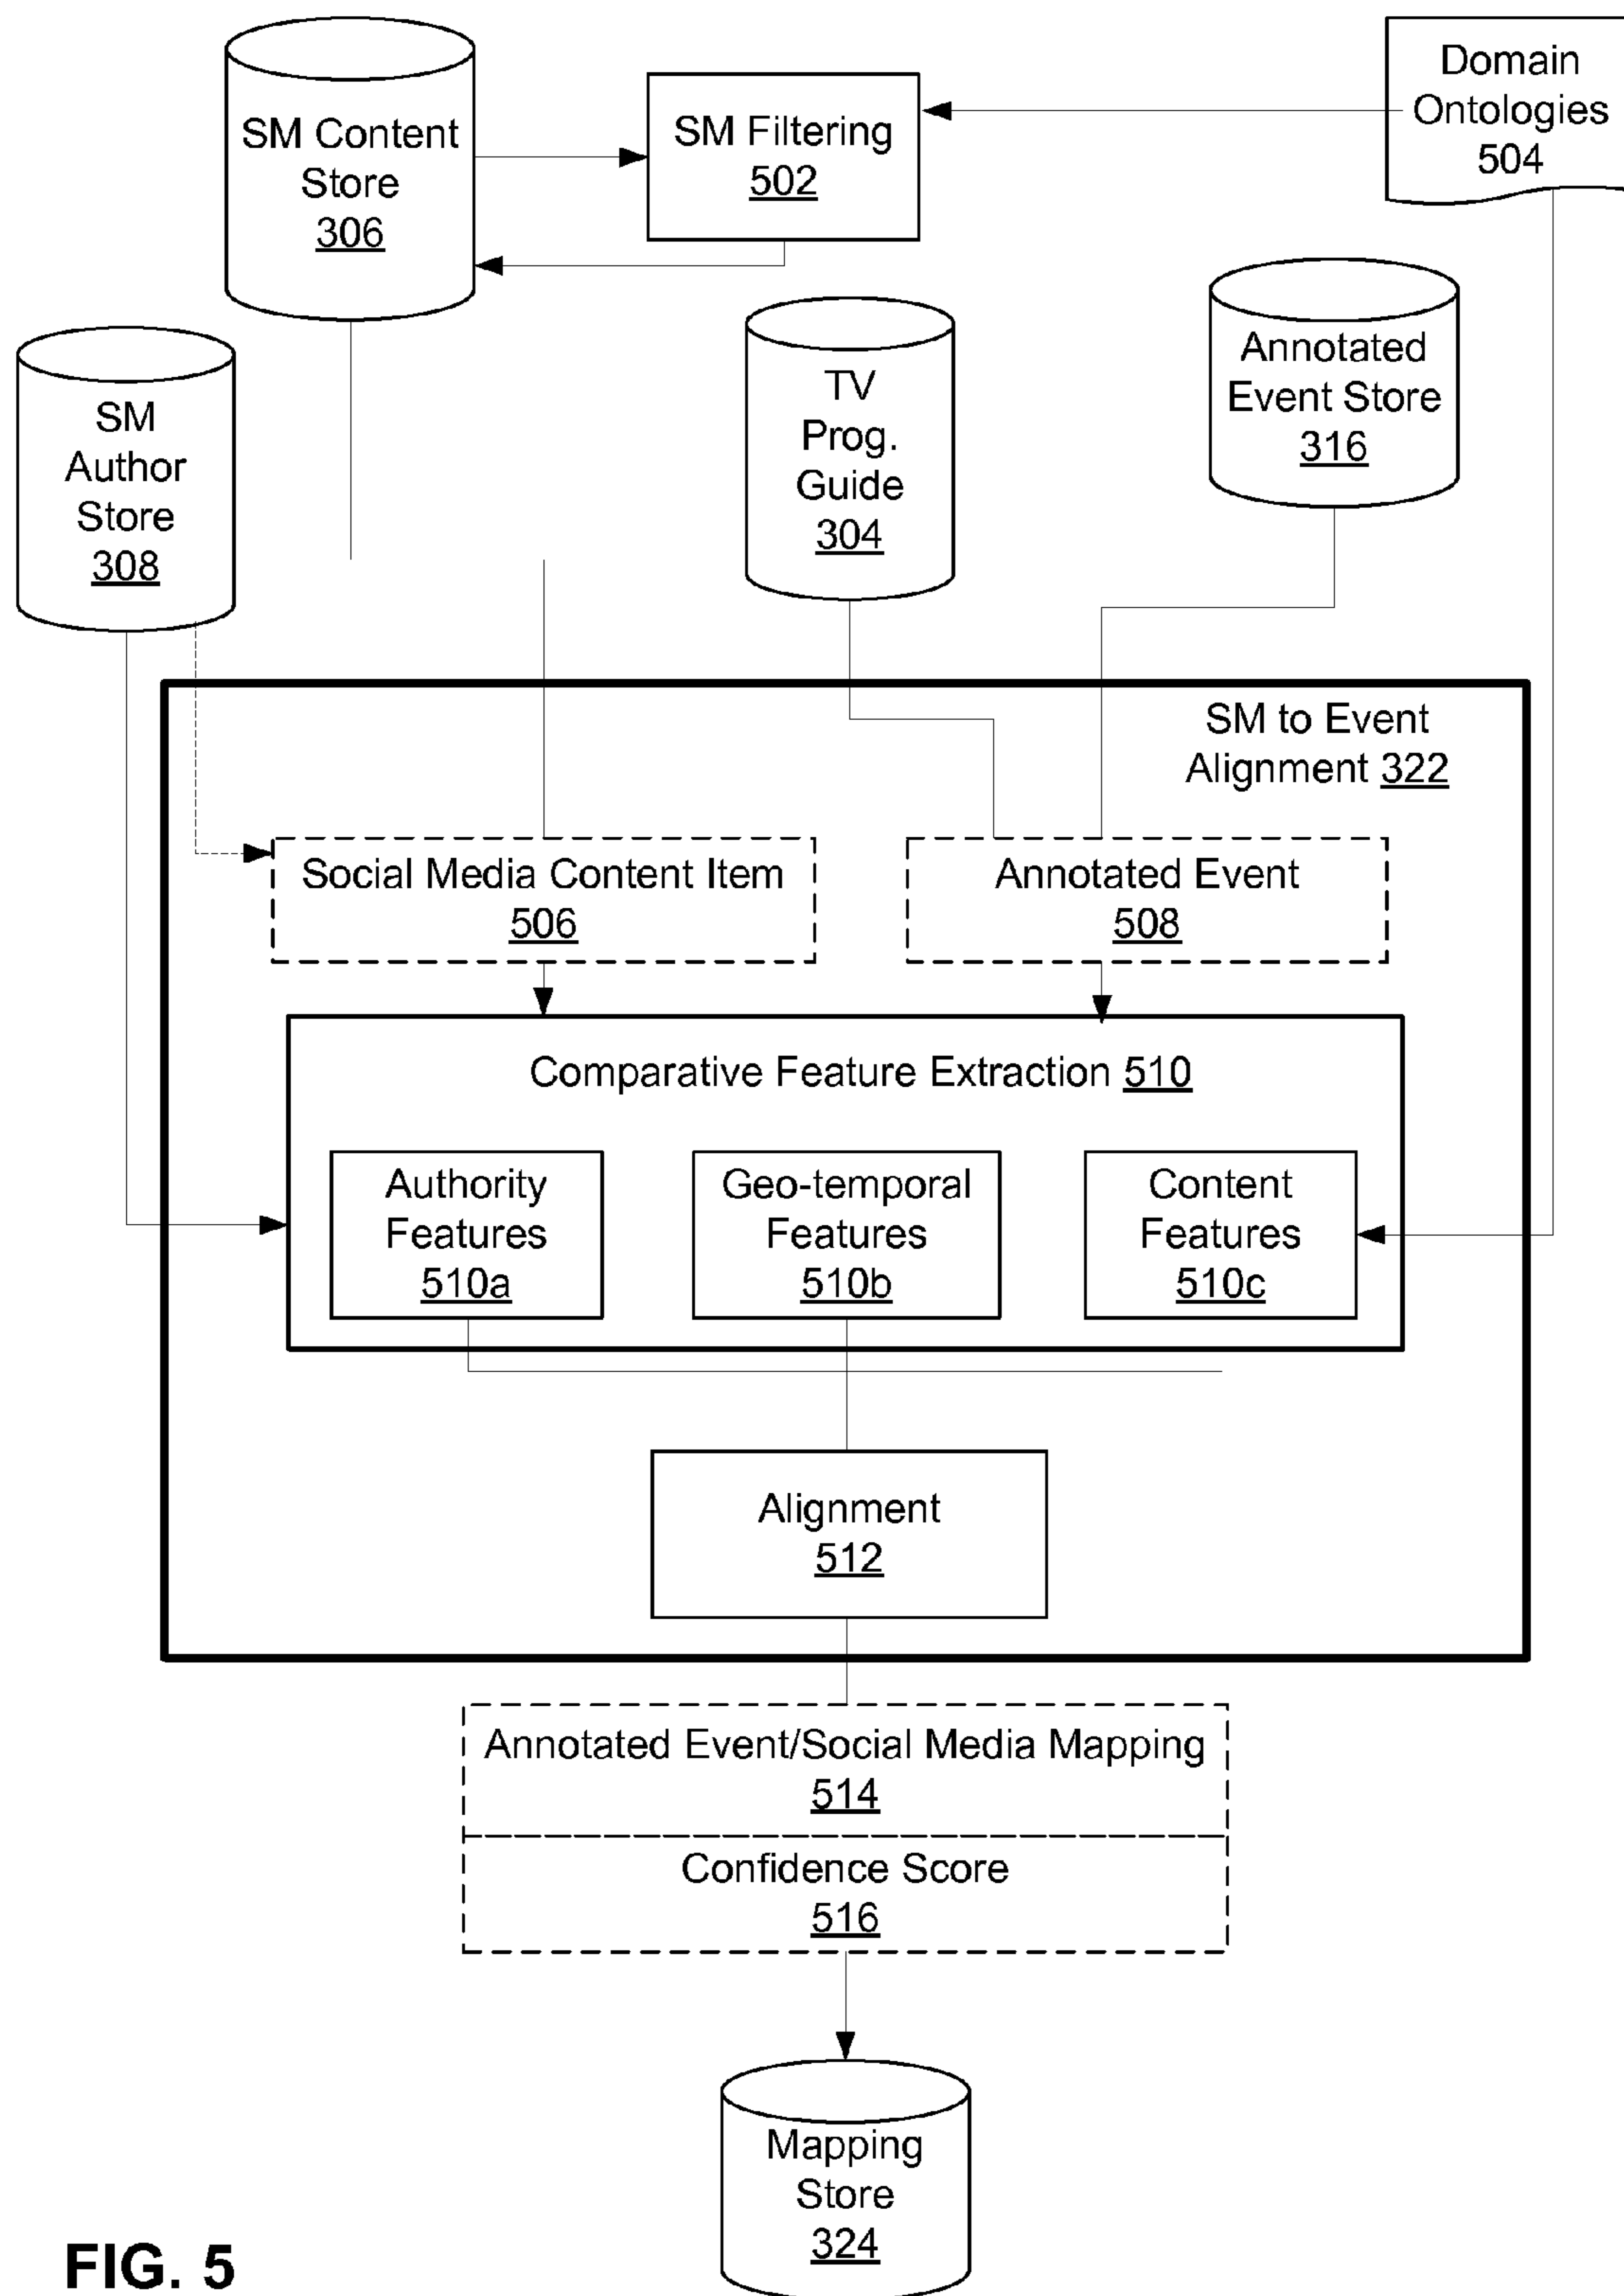 SM Content
Store
306
SM Filtering
502
Domain
Ontologies
504
SM
Author
Store
308
TV
Prog.
Guide
304
Annotated
Event Store
316
SM to Event
Alignment 322
Social Media Content Item
506
Annotated Event
508
Comparative Feature Extraction 510
Authority
Features
510a
Geo-temporal
Features
510b
Content
Features
510c
Alignment
512
Annotated Event/Social Media Mapping
514
Confidence Score
516
Mapping
Store
324
FIG. 5